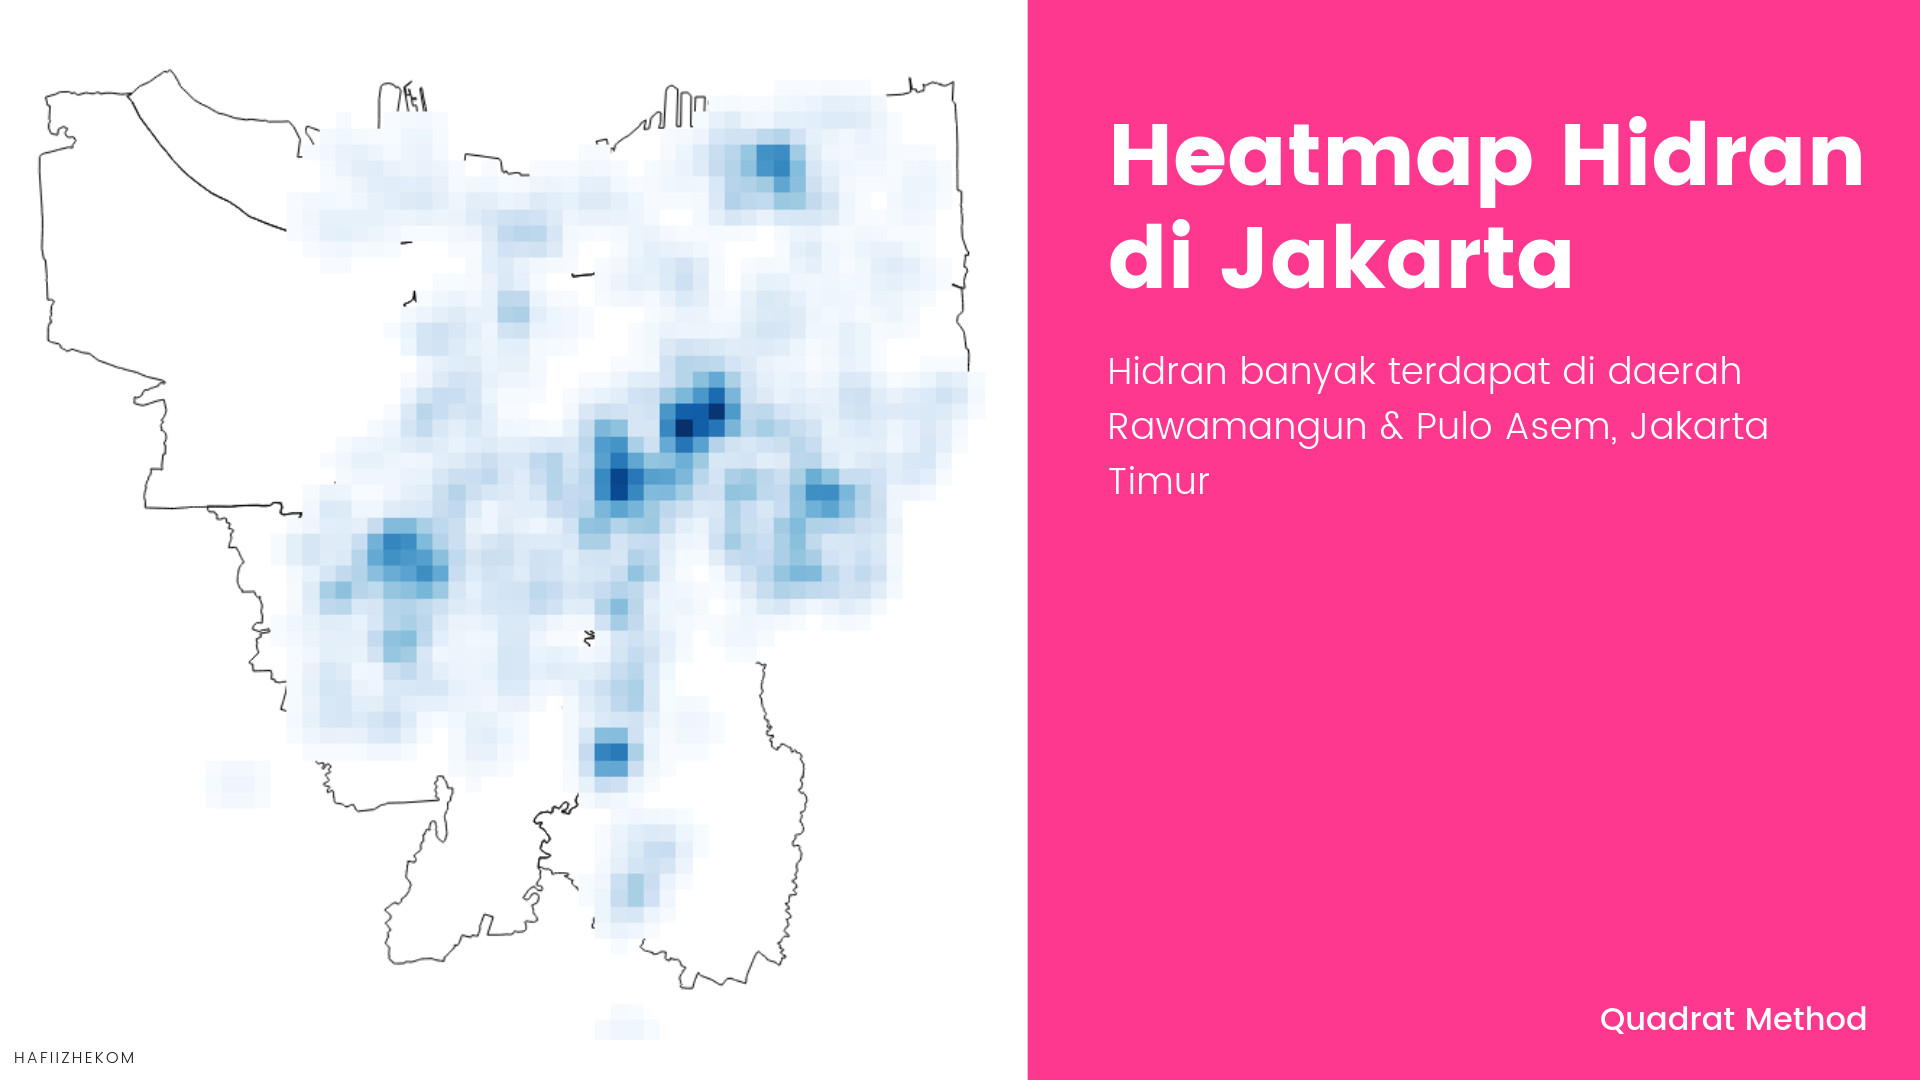 Heatmap Hidran
di Jakarta
Hidran banyak terdapat di daerah
Rawamangun & Pulo Asem, Jakarta
Timur
Quadrat Method
HAFIIZHEKOM